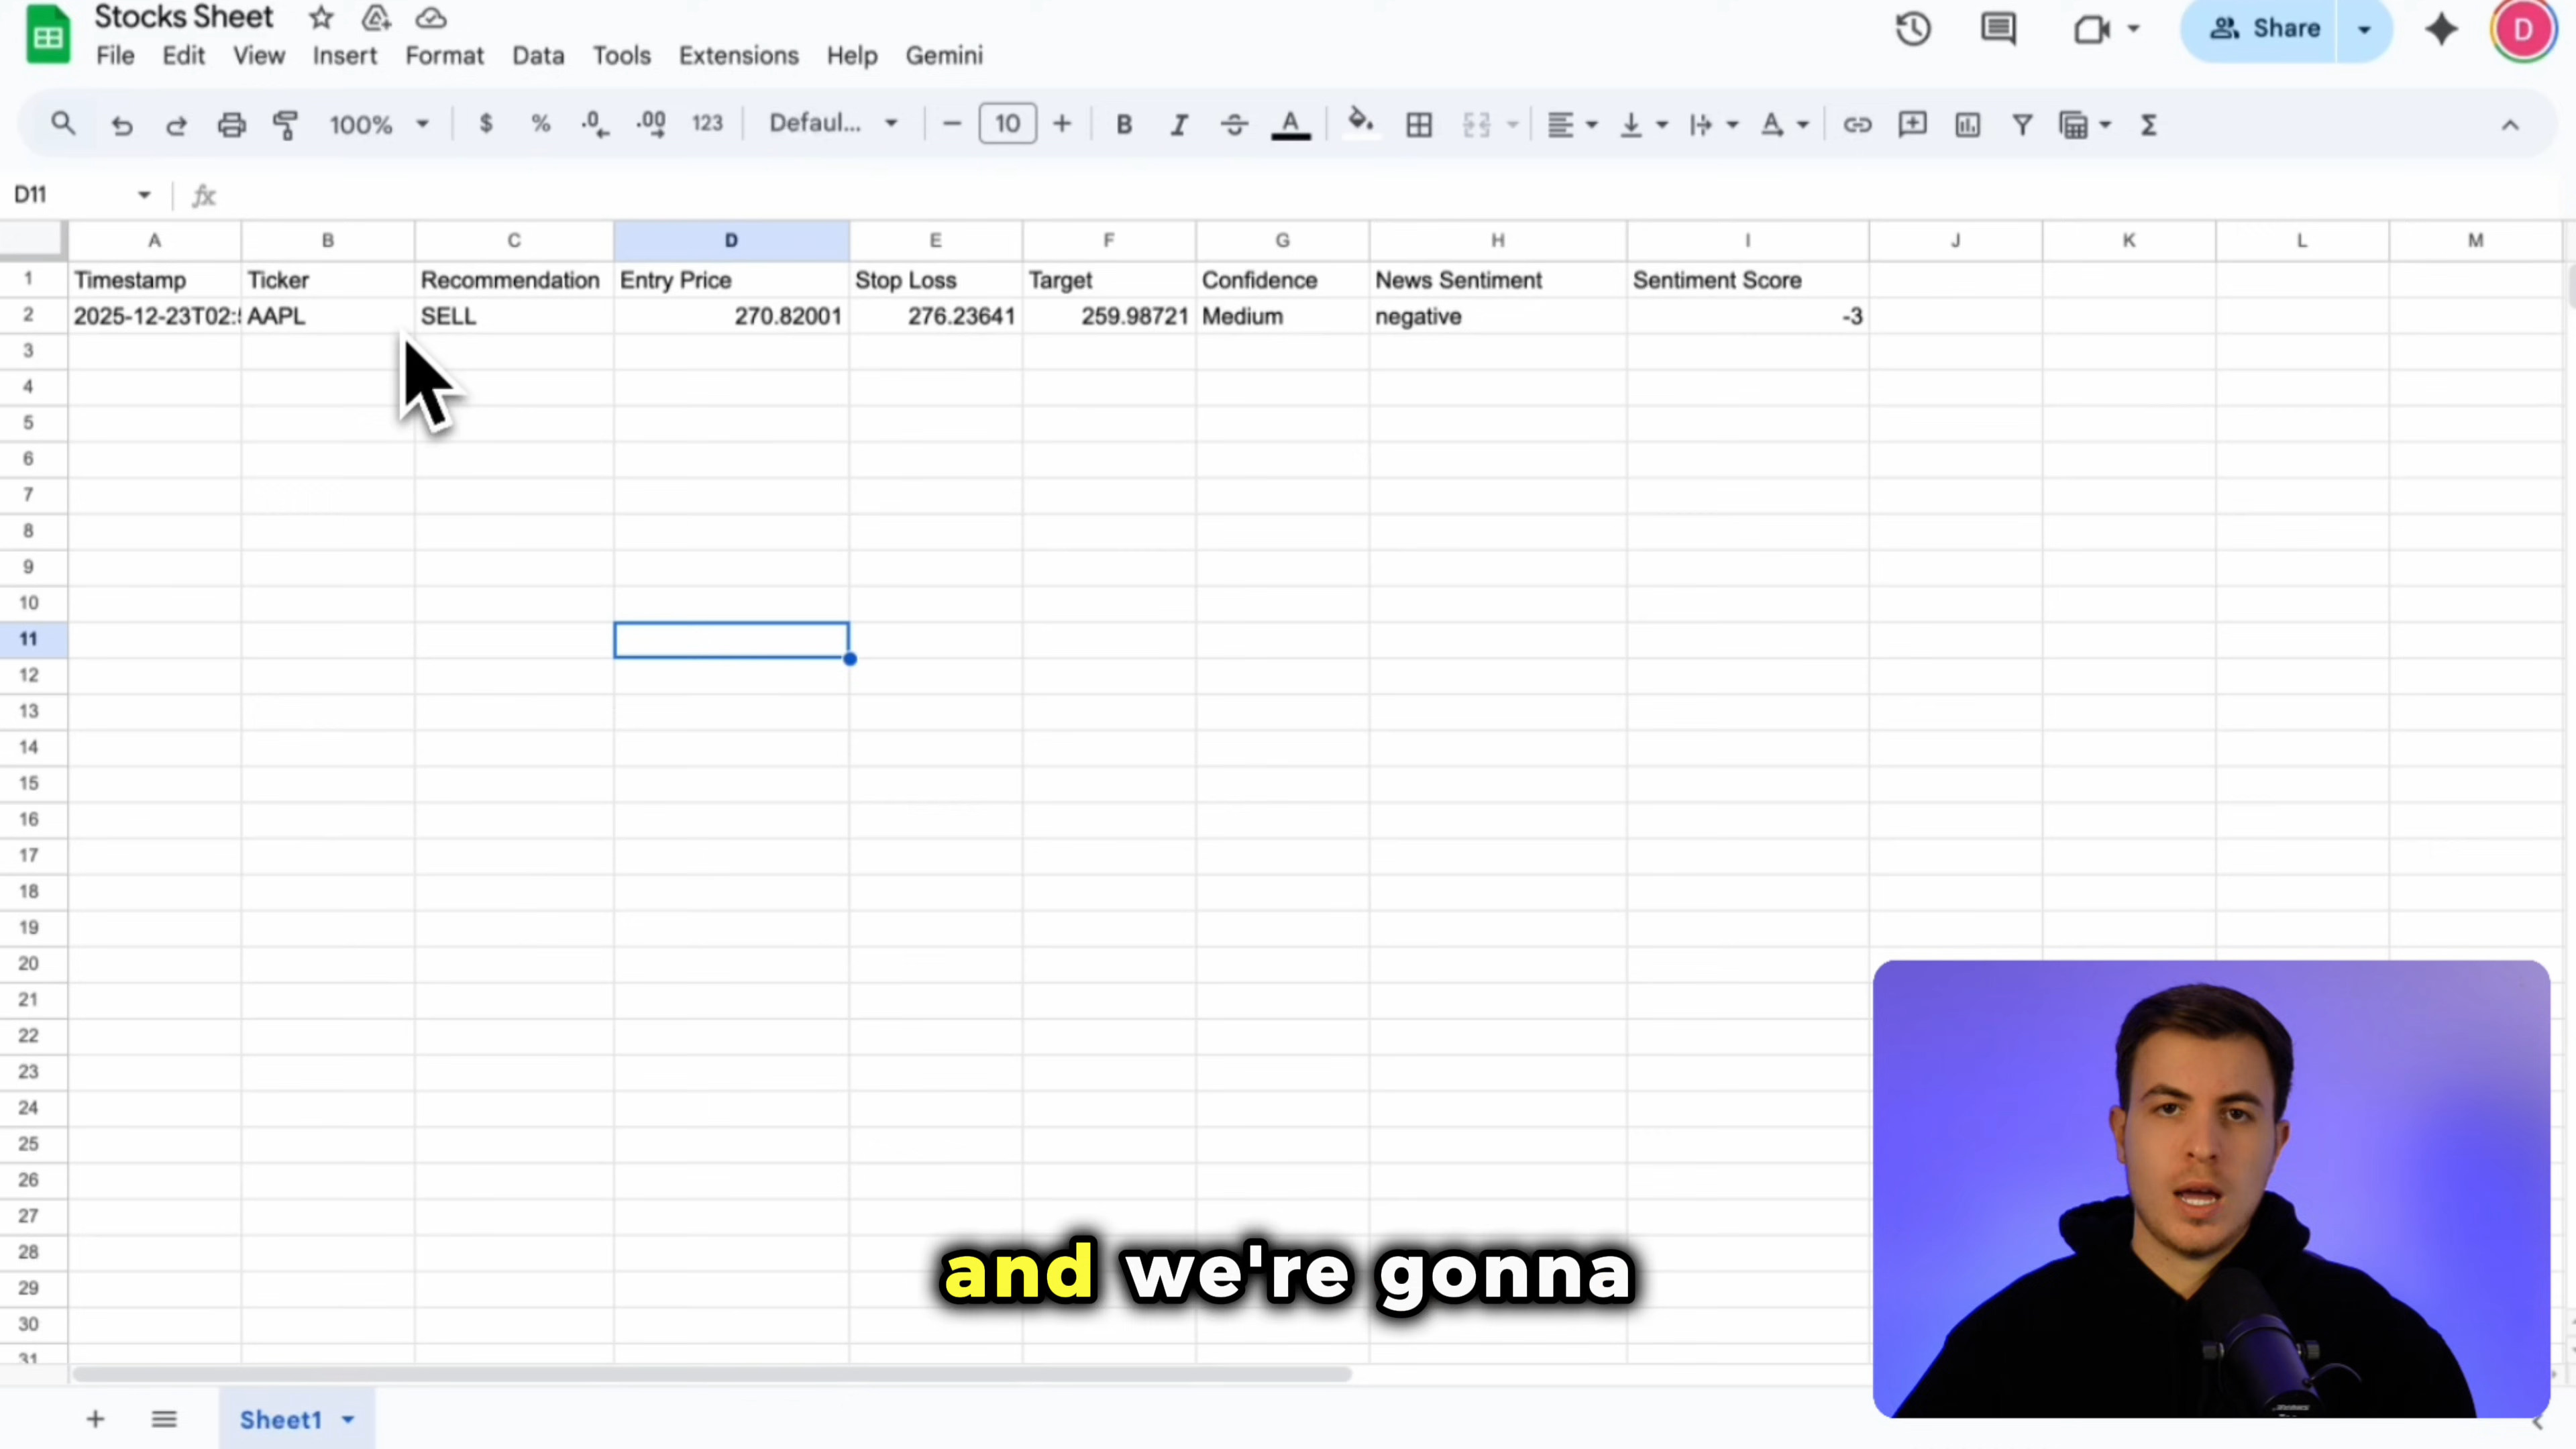 Stocks Sheet
File Edit View Insert Format Data Tools Extensions Help Gemini
Share
D
100% $ % .0 .00 123 Defaul... 10 B I A A Σ
D11 fx
A B C D E F G H I J K L M
1 Timestamp Ticker Recommendation Entry Price Stop Loss Target Confidence News Sentiment Sentiment Score
2 2025-12-23T02: AAPL SELL 270.82001 276.23641 259.98721 Medium negative -3
3
4
5
6
7
8
9
10
11
12
13
14
15
16
17
18
19
20
21
22
23
24
25
26
27
28
29
30
31
and we're gonna
Sheet1